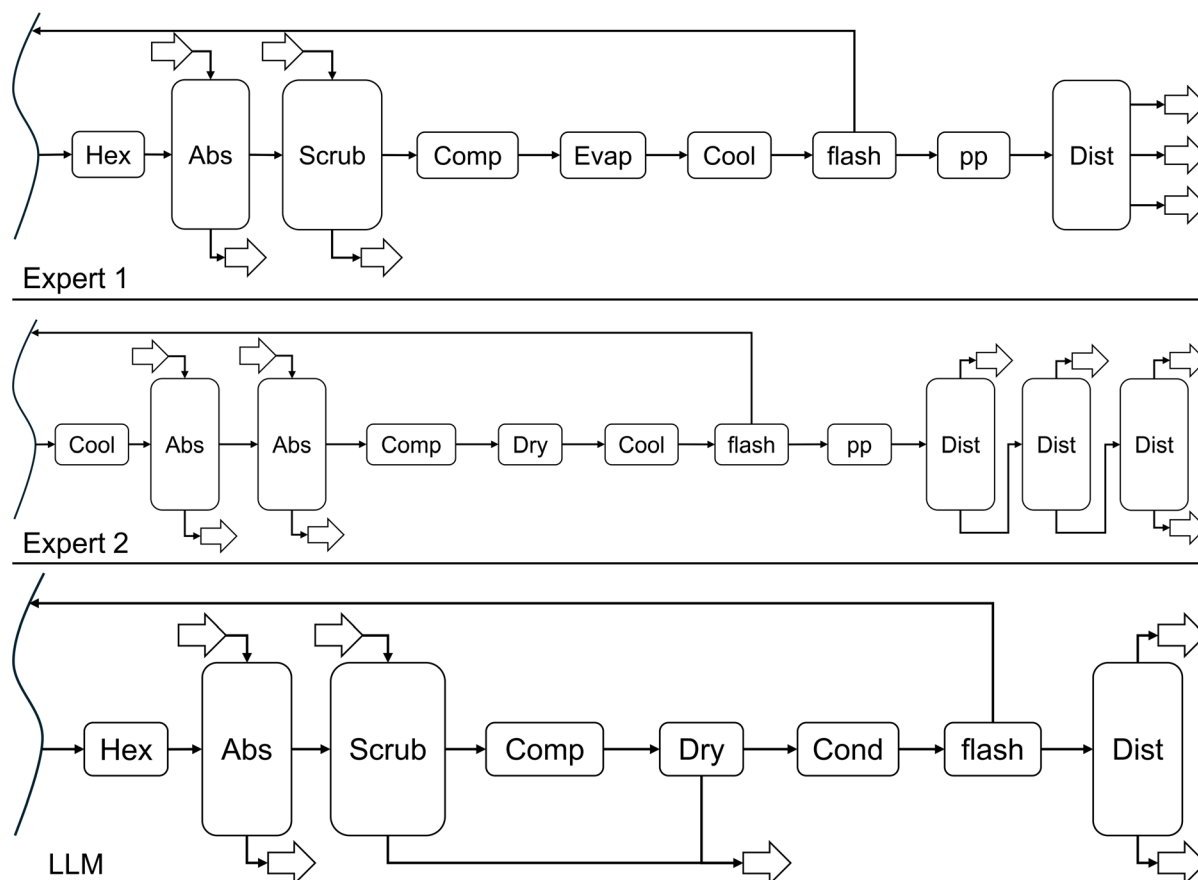 Hex
Abs
Scrub
Comp
Evap
Cool
flash
pp
Dist
Expert 1
Cool
Abs
Abs
Comp
Dry
Cool
flash
pp
Dist
Dist
Dist
Expert 2
Hex
Abs
Scrub
Comp
Dry
Cond
flash
Dist
LLM